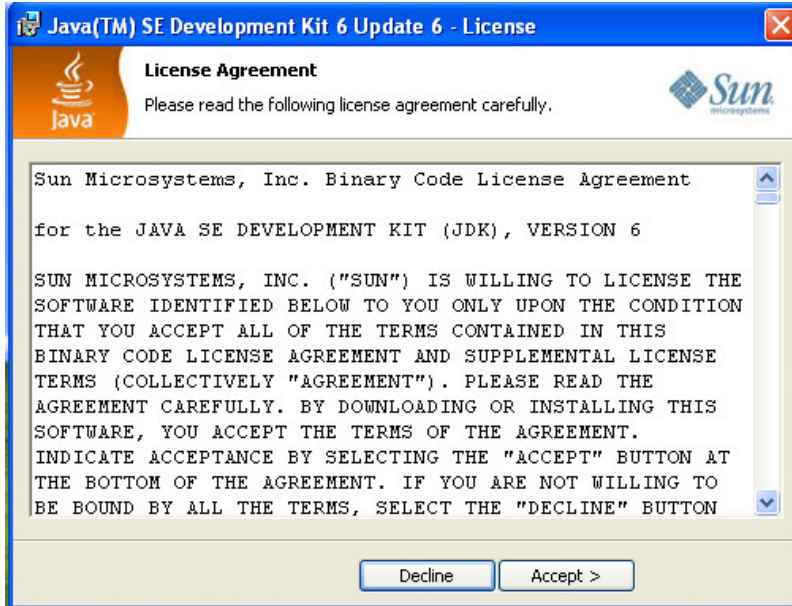 Java(TM) SE Development Kit 6 Update 6 - License
License Agreement
Please read the following license agreement carefully.
Java
Sun
microsystems
Sun Microsystems, Inc. Binary Code License Agreement
for the JAVA SE DEVELOPMENT KIT (JDK), VERSION 6
SUN MICROSYSTEMS, INC. ("SUN") IS WILLING TO LICENSE THE
SOFTWARE IDENTIFIED BELOW TO YOU ONLY UPON THE CONDITION
THAT YOU ACCEPT ALL OF THE TERMS CONTAINED IN THIS
BINARY CODE LICENSE AGREEMENT AND SUPPLEMENTAL LICENSE
TERMS (COLLECTIVELY "AGREEMENT"). PLEASE READ THE
AGREEMENT CAREFULLY. BY DOWNLOADING OR INSTALLING THIS
SOFTWARE, YOU ACCEPT THE TERMS OF THE AGREEMENT.
INDICATE ACCEPTANCE BY SELECTING THE "ACCEPT" BUTTON AT
THE BOTTOM OF THE AGREEMENT. IF YOU ARE NOT WILLING TO
BE BOUND BY ALL THE TERMS, SELECT THE "DECLINE" BUTTON
Decline
Accept >